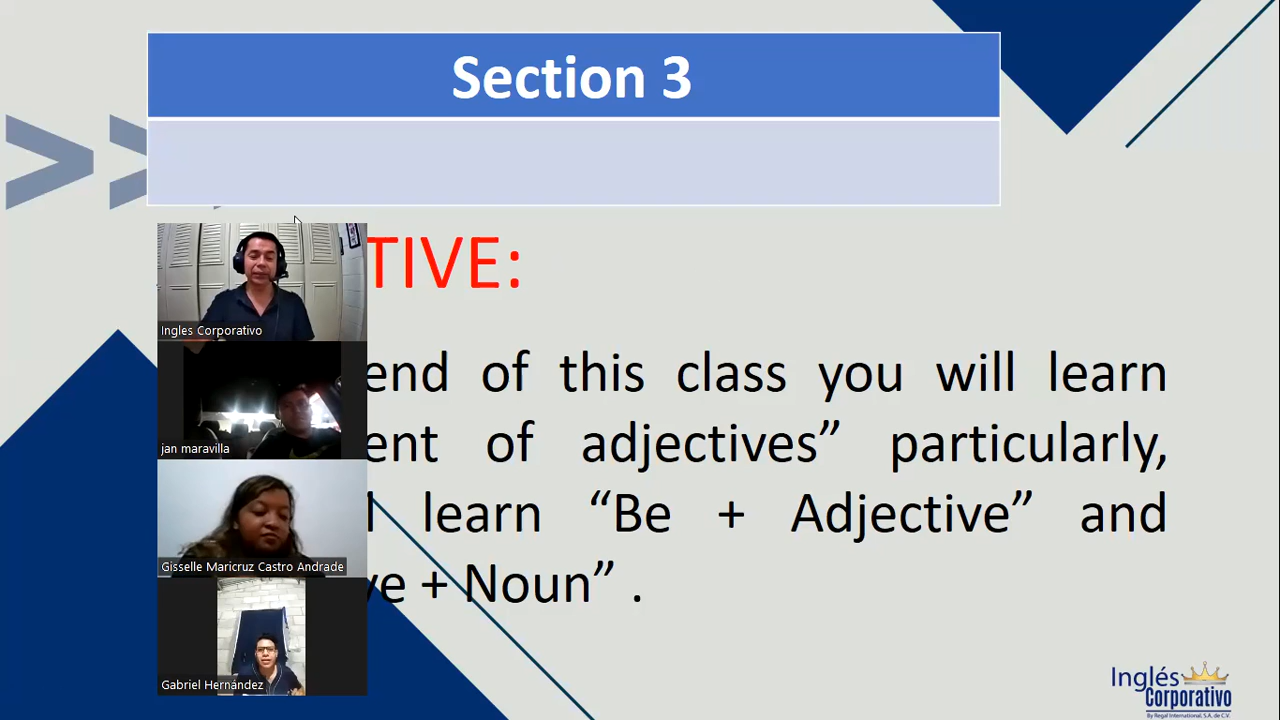 Section 3
TIVE:
end of this class you will learn
ent of adjectives” particularly,
l learn “Be + Adjective” and
ve + Noun” .
Ingles Corporativo
jan maravilla
Gisselle Maricruz Castro Andrade
Gabriel Hernández
Inglés
Corporativo
By Regal International, S.A. de C.V.